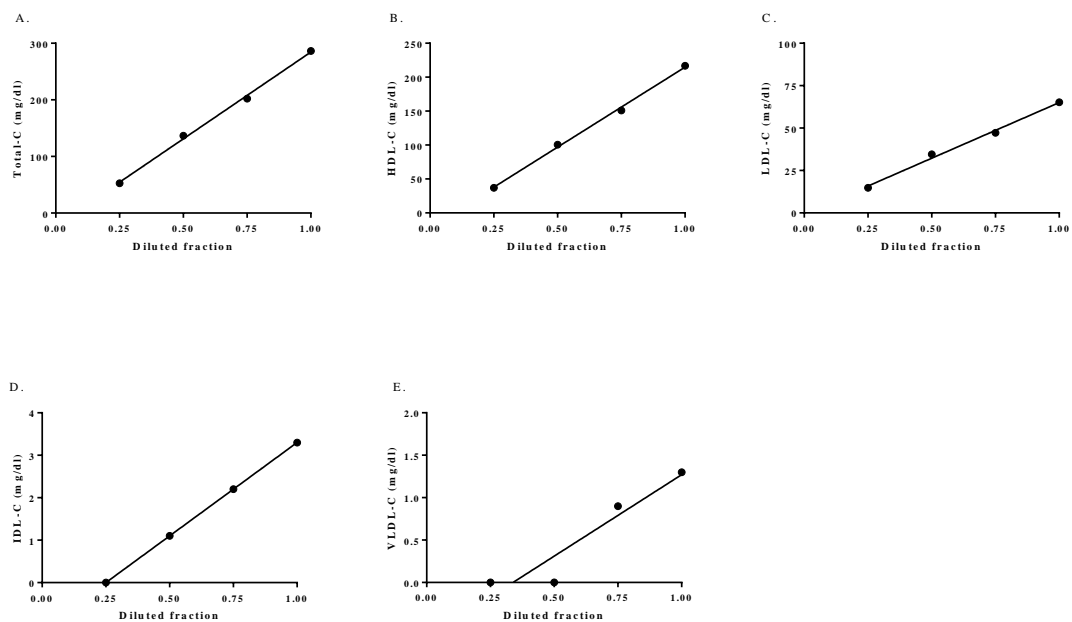 A.
Total-C (mg/dl)
300
200
100
0
0.00 0.25 0.50 0.75 1.00
Diluted fraction
B.
HDL-C (mg/dl)
250
200
150
100
50
0
0.00 0.25 0.50 0.75 1.00
Diluted fraction
C.
LDL-C (mg/dl)
100
75
50
25
0
0.00 0.25 0.50 0.75 1.00
Diluted fraction
D.
IDL-C (mg/dl)
4
3
2
1
0
0.00 0.25 0.50 0.75 1.00
Diluted fraction
E.
VLDL-C (mg/dl)
2.0
1.5
1.0
0.5
0.0
0.00 0.25 0.50 0.75 1.00
Diluted fraction